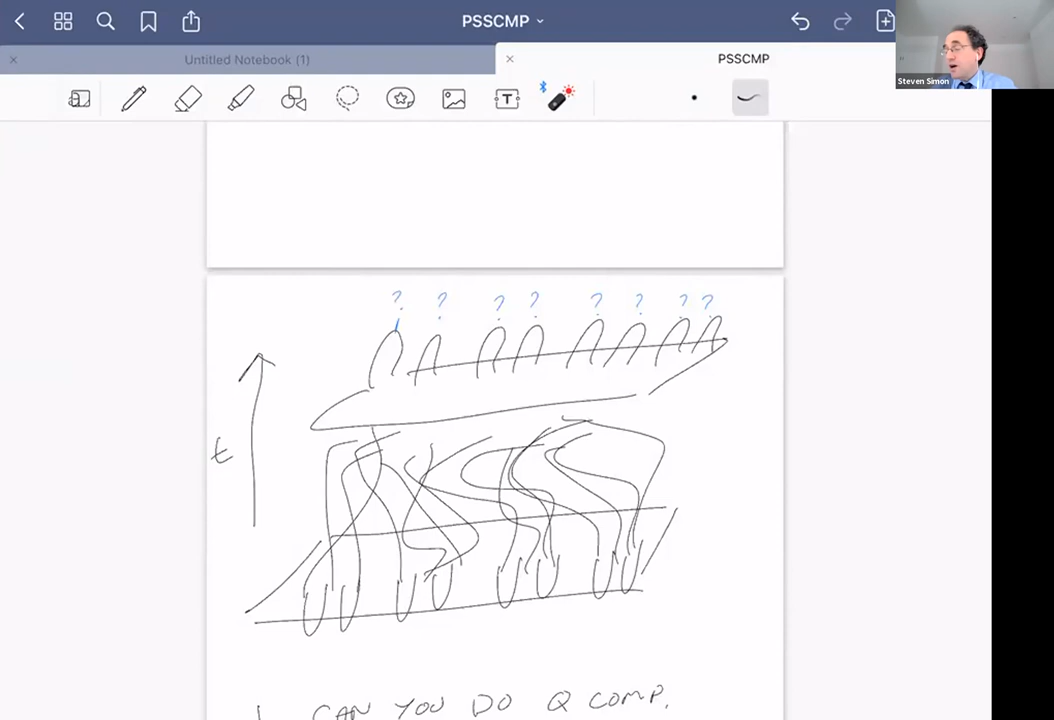 PSSCMP
Untitled Notebook (1)
PSSCMP
T
Steven Simon
? ? ? ? ? ? ? ?
t
CAN YOU DO Q COMP.